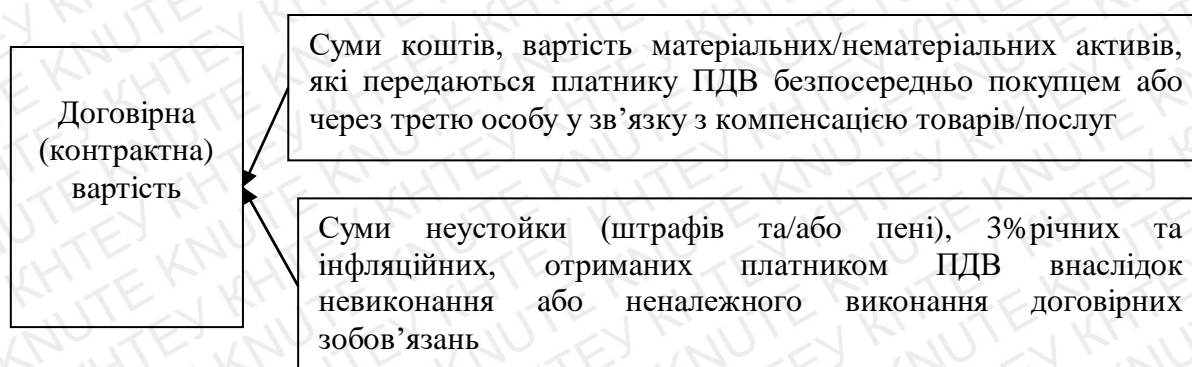 Договірна
(контрактна)
вартість
Суми коштів, вартість матеріальних/нематеріальних активів,
які передаються платнику ПДВ безпосередньо покупцем або
через третю особу у зв’язку з компенсацією товарів/послуг
Суми неустойки (штрафів та/або пені), 3%річних та
інфляційних, отриманих платником ПДВ внаслідок
невиконання або неналежного виконання договірних
зобов’язань